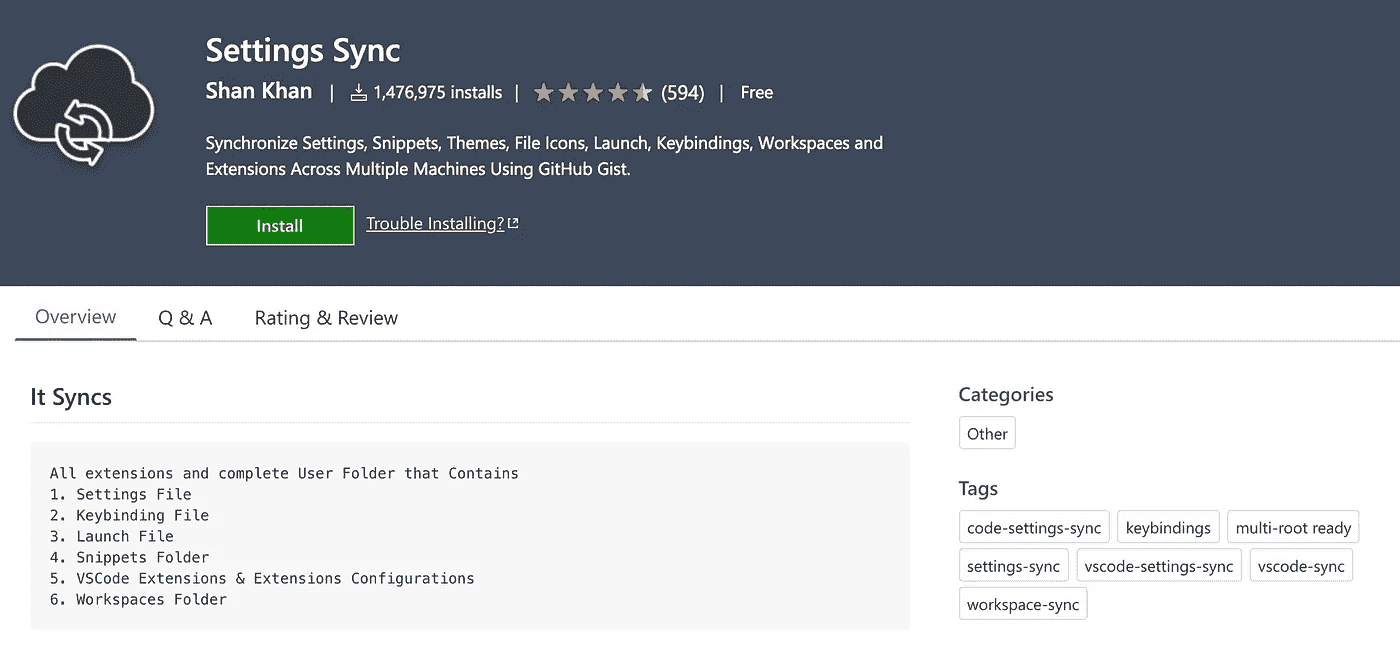 Settings Sync
Shan Khan | 1,476,975 installs | (594) | Free
Synchronize Settings, Snippets, Themes, File Icons, Launch, Keybindings, Workspaces and
Extensions Across Multiple Machines Using GitHub Gist.
Install Trouble Installing?
Overview Q & A Rating & Review
It Syncs
All extensions and complete User Folder that Contains
1. Settings File
2. Keybinding File
3. Launch File
4. Snippets Folder
5. VSCode Extensions & Extensions Configurations
6. Workspaces Folder
Categories
Other
Tags
code-settings-sync keybindings multi-root ready
settings-sync vscode-settings-sync vscode-sync
workspace-sync